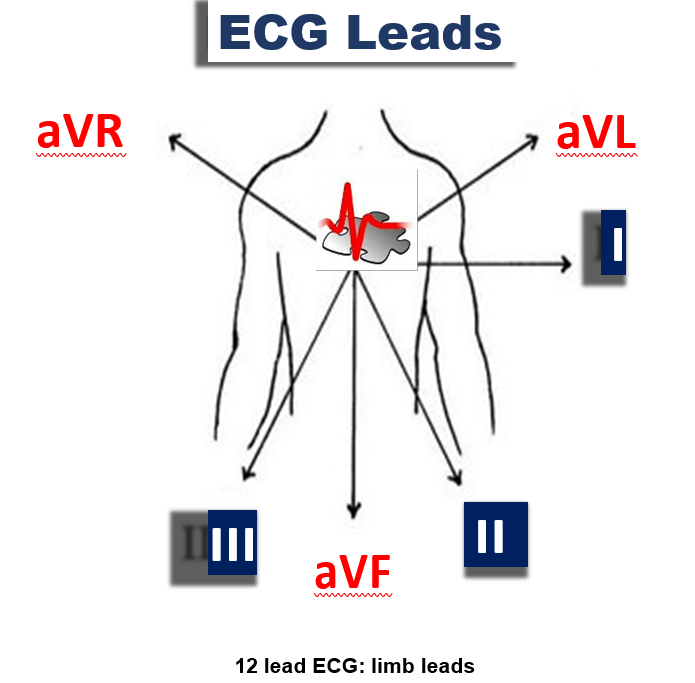 ECG Leads
aVR
aVL
I
III
II
aVF
12 lead ECG: limb leads